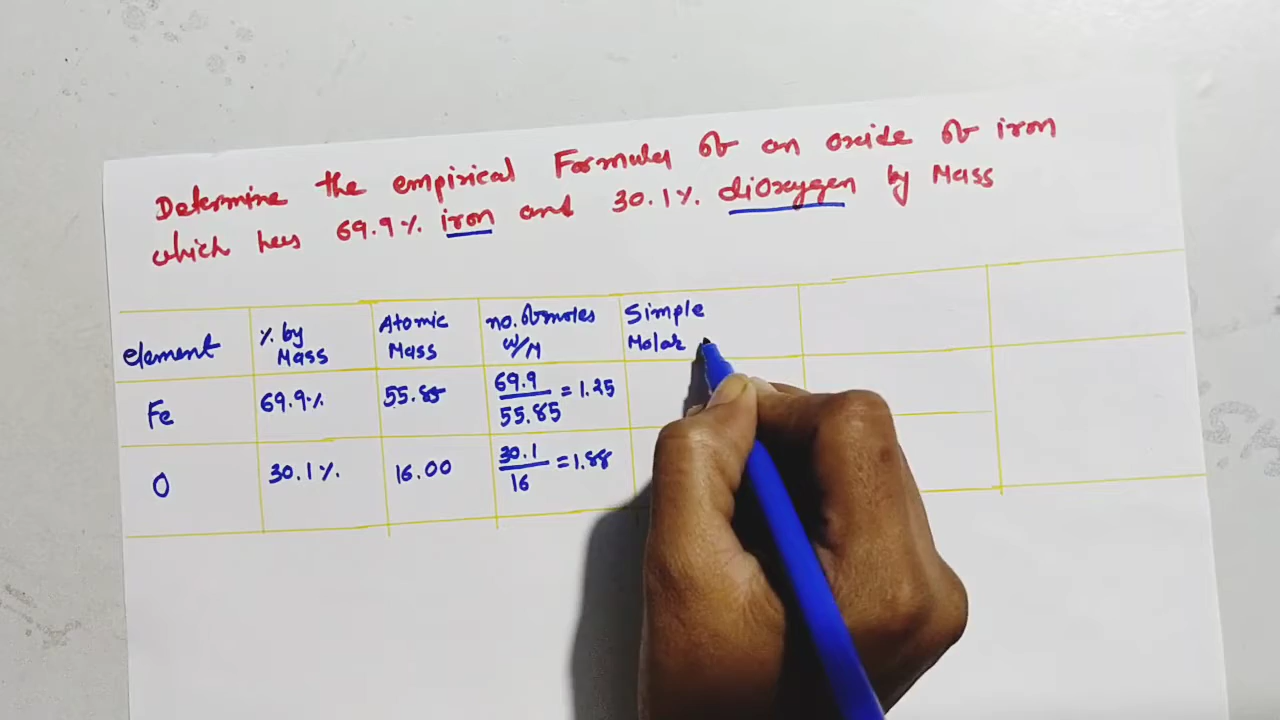 Determine the empirical Formula of an oxide of iron
which has 69.9% iron and 30.1% dioxygen by Mass
element
% by
Mass
Atomic
Mass
no. of moles
W/M
Simple
Molar
Fe
69.9%
55.85
69.9
55.85
= 1.25
O
30.1%
16.00
30.1
16
= 1.88